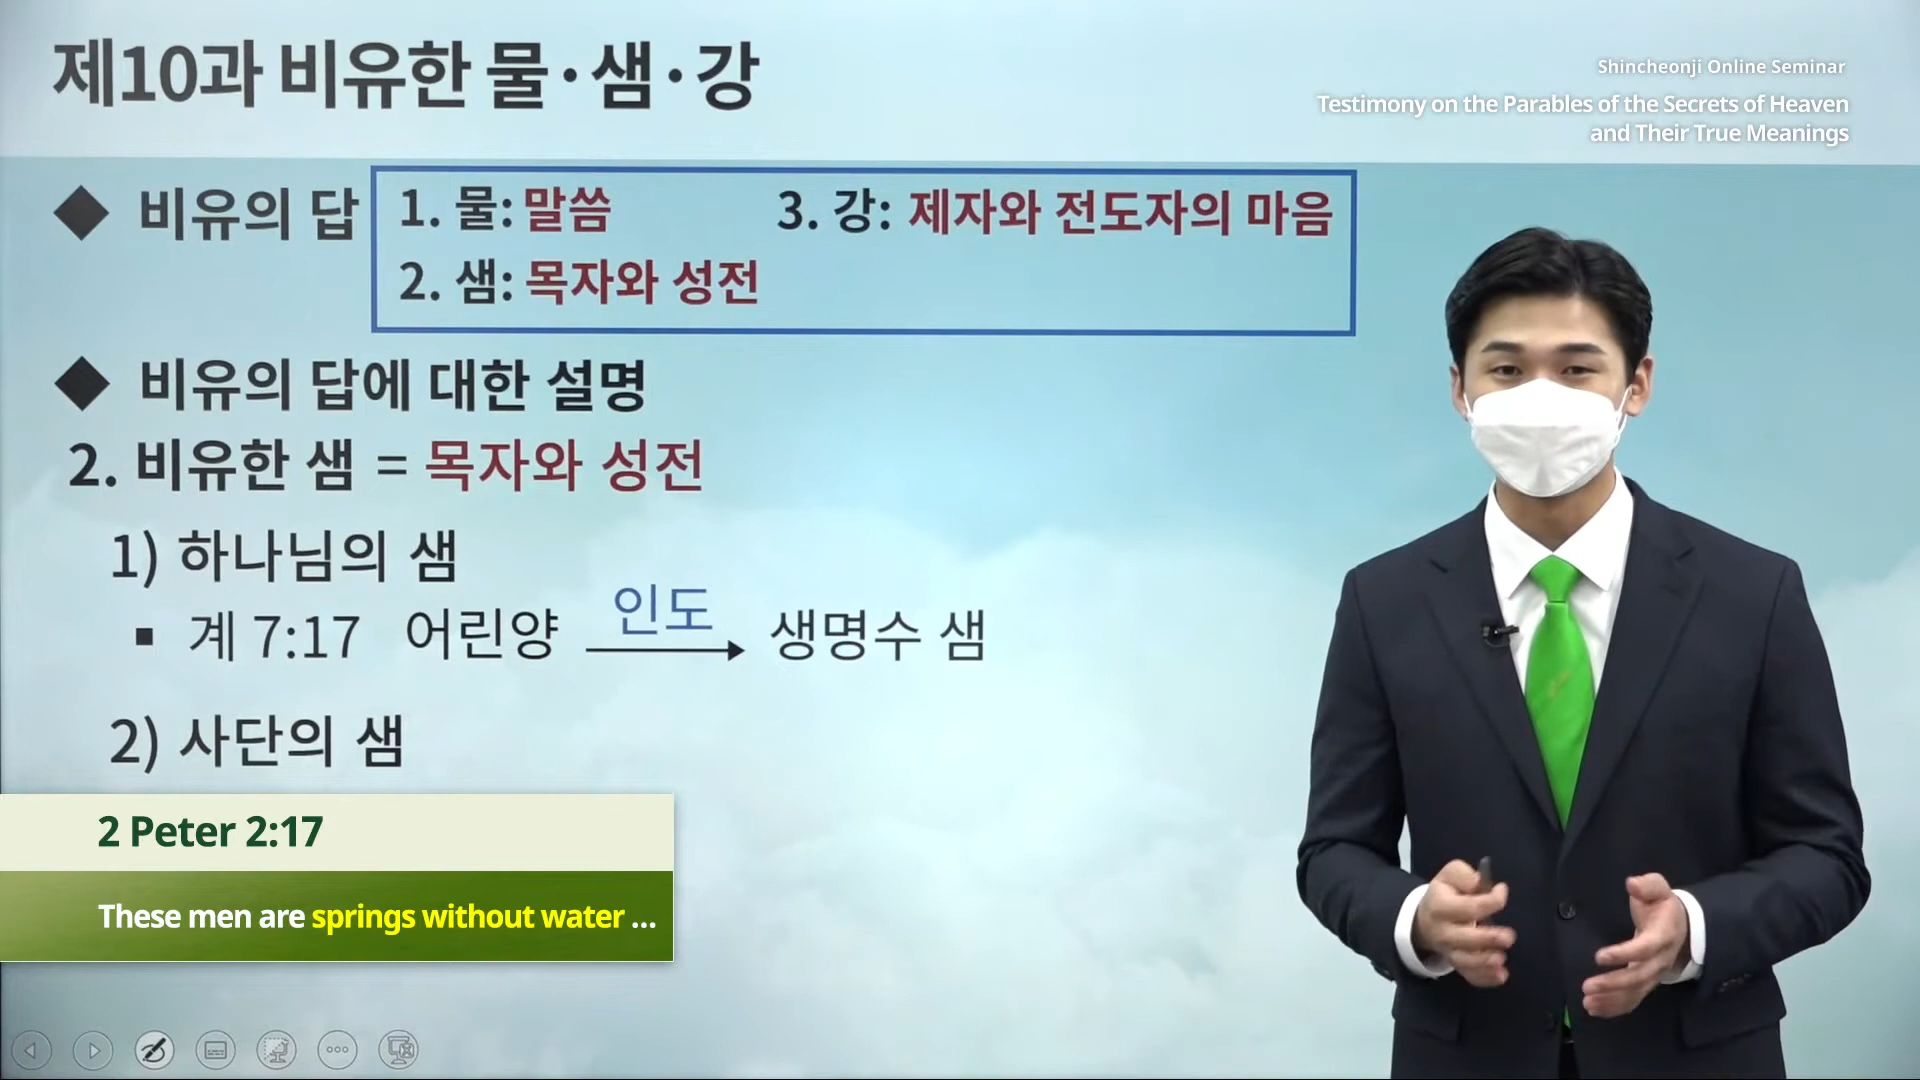 제10과 비유한 물·샘·강
Shincheonji Online Seminar
Testimony on the Parables of the Secrets of Heaven
and Their True Meanings
◆ 비유의 답
1. 물: 말씀
3. 강: 제자와 전도자의 마음
2. 샘: 목자와 성전
◆ 비유의 답에 대한 설명
2. 비유한 샘 = 목자와 성전
1) 하나님의 샘
인도
▪ 계 7:17 어린양 → 생명수 샘
2) 사단의 샘
2 Peter 2:17
These men are springs without water ...